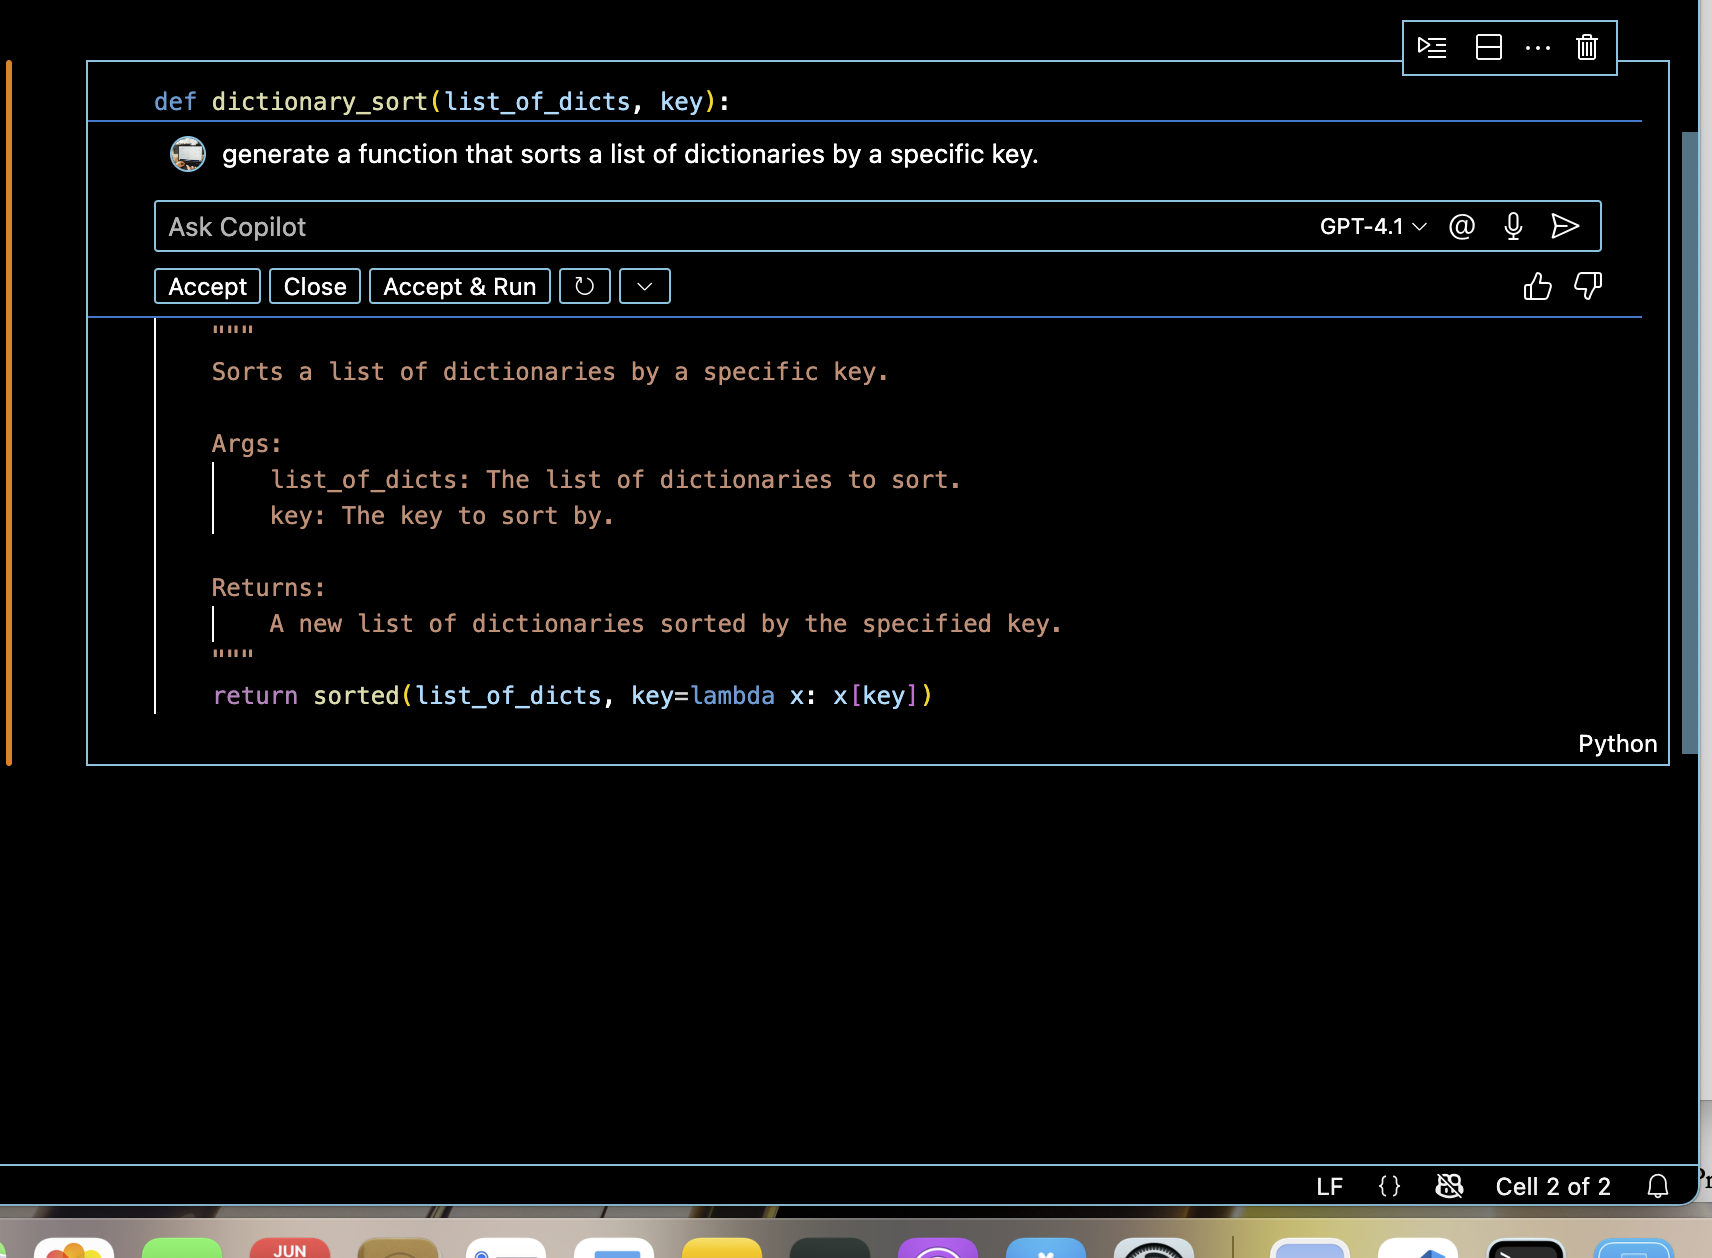 def dictionary_sort(list_of_dicts, key):
generate a function that sorts a list of dictionaries by a specific key.
Ask Copilot
GPT-4.1
Accept
Close
Accept & Run
"""
Sorts a list of dictionaries by a specific key.
Args:
list_of_dicts: The list of dictionaries to sort.
key: The key to sort by.
Returns:
A new list of dictionaries sorted by the specified key.
"""
return sorted(list_of_dicts, key=lambda x: x[key])
Python
LF
{}
Cell 2 of 2
JUN